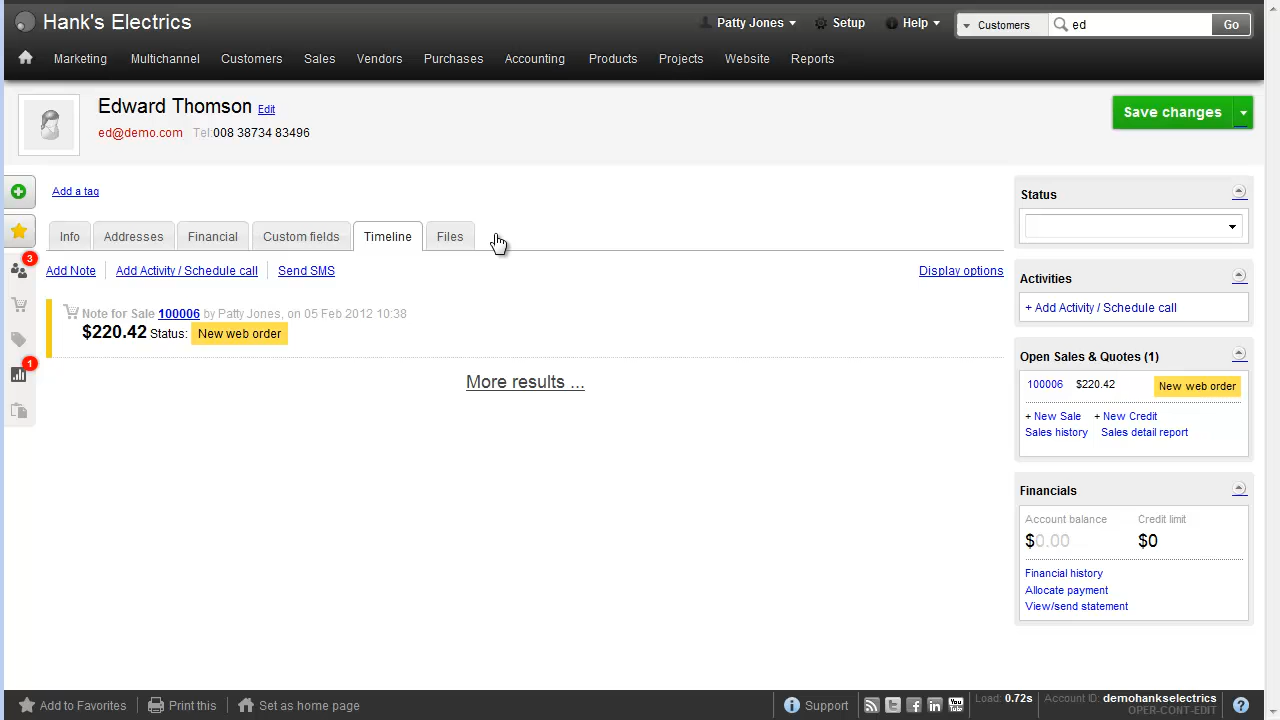 Hank's Electrics
Patty Jones
Setup
Help
Customers
ed
Go
Marketing
Multichannel
Customers
Sales
Vendors
Purchases
Accounting
Products
Projects
Website
Reports
Edward Thomson Edit
ed@demo.com Tel:008 38734 83496
Save changes
Add a tag
Info
Addresses
Financial
Custom fields
Timeline
Files
Add Note
Add Activity / Schedule call
Send SMS
Display options
Note for Sale 100006 by Patty Jones, on 05 Feb 2012 10:38
$220.42 Status: New web order
More results ...
3
1
Status
Activities
+ Add Activity / Schedule call
Open Sales & Quotes (1)
100006 $220.42 New web order
+ New Sale + New Credit
Sales history Sales detail report
Financials
Account balance Credit limit
$0.00 $0
Financial history
Allocate payment
View/send statement
Add to Favorites
Print this
Set as home page
Support
You Tube
Load: 0.72s
Account ID: demohankselectrics
OPER-CONT-EDIT